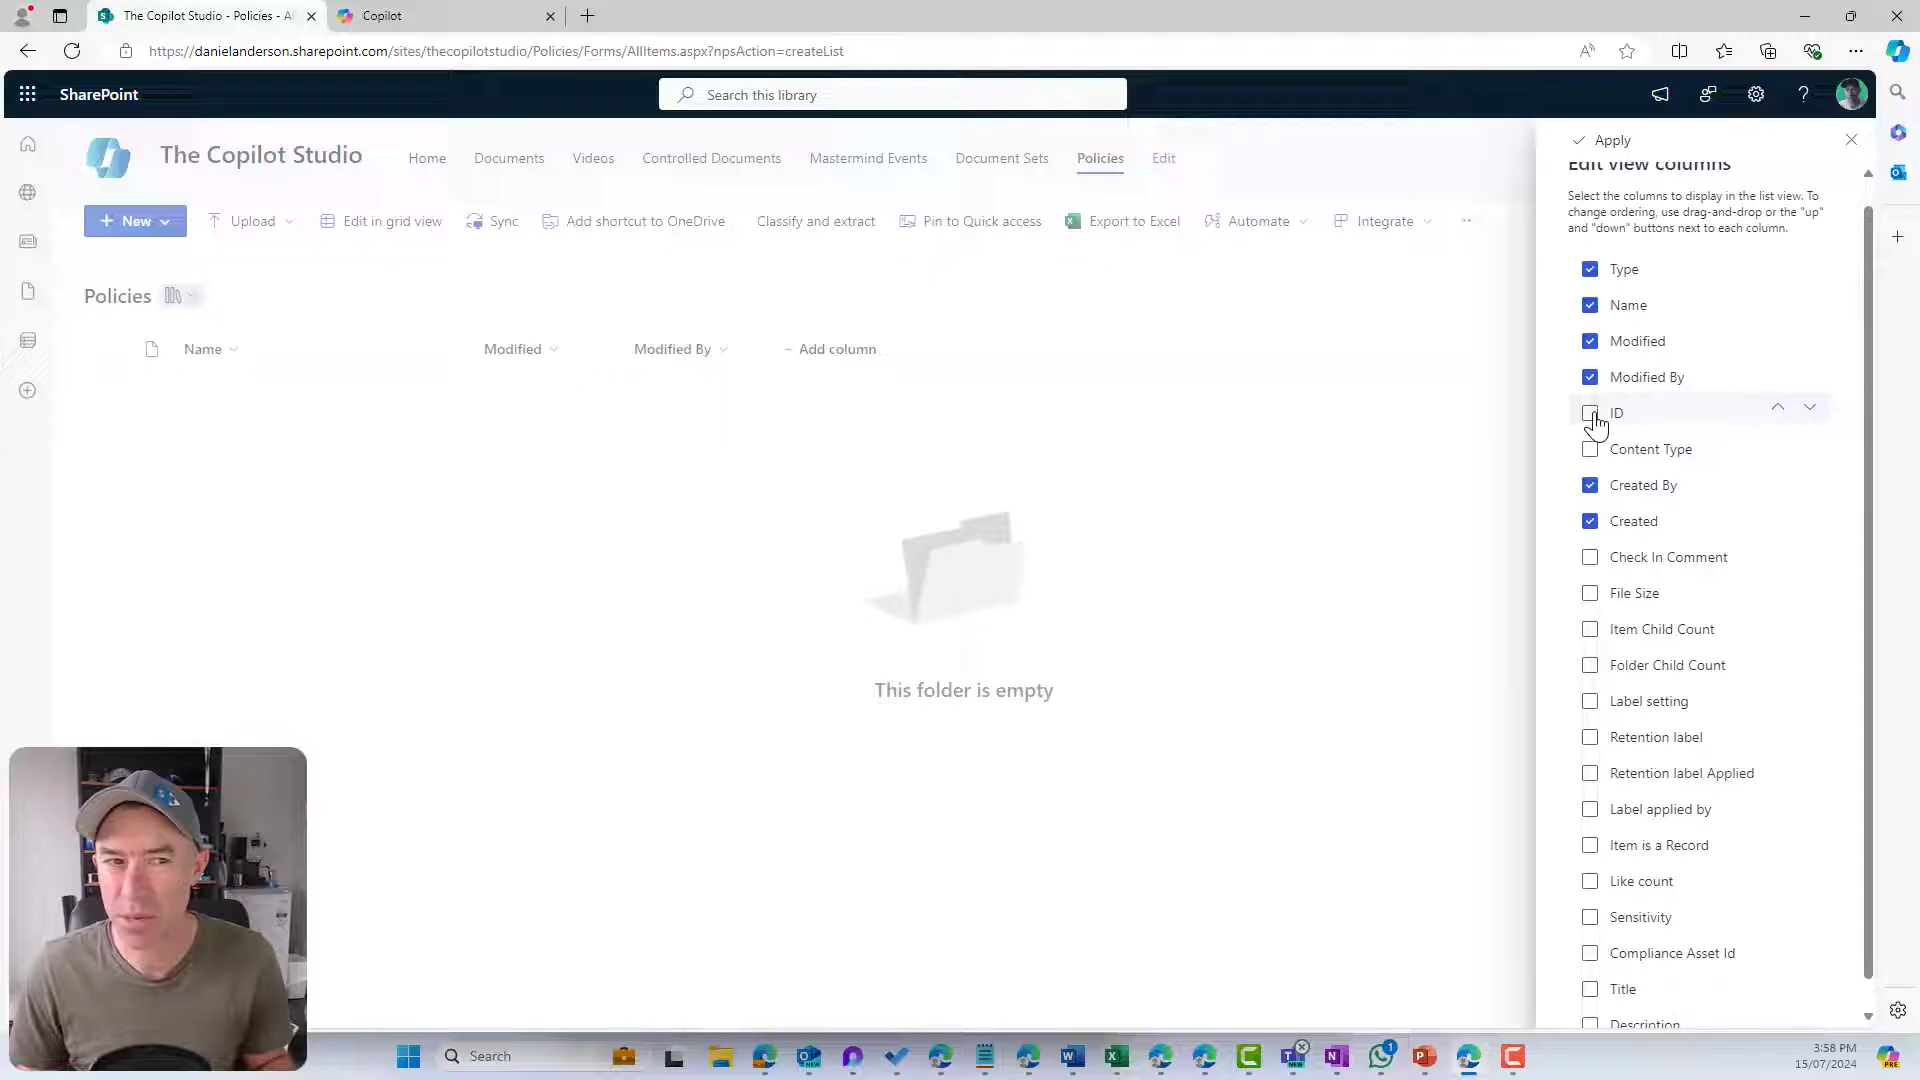 The Copilot Studio - Policies - Al
Copilot
https://danielanderson.sharepoint.com/sites/thecopilotstudio/Policies/Forms/AllItems.aspx?npsAction=createList
SharePoint
Search this library
The Copilot Studio
Home
Documents
Videos
Controlled Documents
Mastermind Events
Document Sets
Policies
Edit
New
Upload
Edit in grid view
Sync
Add shortcut to OneDrive
Classify and extract
Pin to Quick access
Export to Excel
Automate
Integrate
Policies
Name
Modified
Modified By
Add column
This folder is empty
Apply
Edit view columns
Select the columns to display in the list view. To
change ordering, use drag-and-drop or the "up"
and "down" buttons next to each column.
Type
Name
Modified
Modified By
ID
Content Type
Created By
Created
Check In Comment
File Size
Item Child Count
Folder Child Count
Label setting
Retention label
Retention label Applied
Label applied by
Item is a Record
Like count
Sensitivity
Compliance Asset Id
Title
Description
Search
3:58 PM
15/07/2024